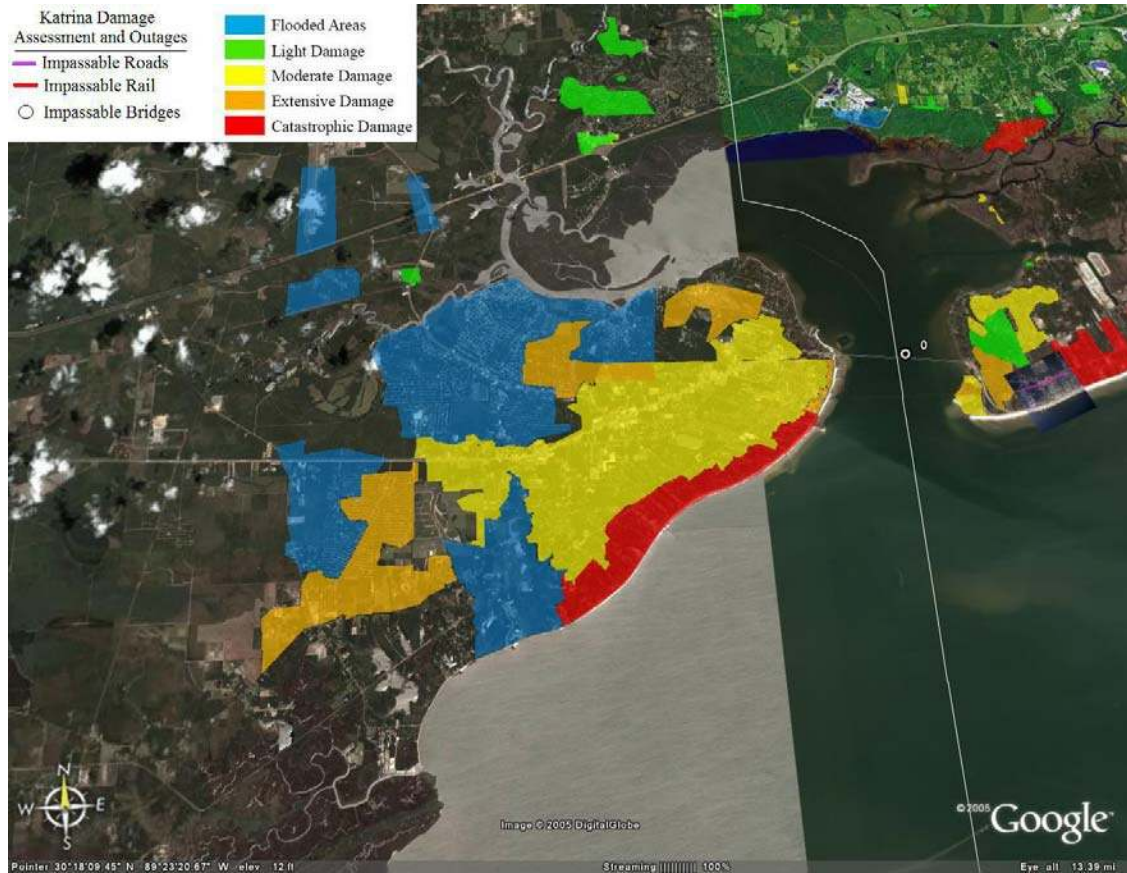 Katrina Damage
Assessment and Outages
Impassable Roads
Impassable Rail
Impassable Bridges
Flooded Areas
Light Damage
Moderate Damage
Extensive Damage
Catastrophic Damage
0
N
W E
S
©2005 Google
Image © 2005 DigitalGlobe
Pointer 30°18'09.45" N 89°23'20.67" W elev 12 ft Streaming |||||||||| 100% Eye alt 13.39 mi